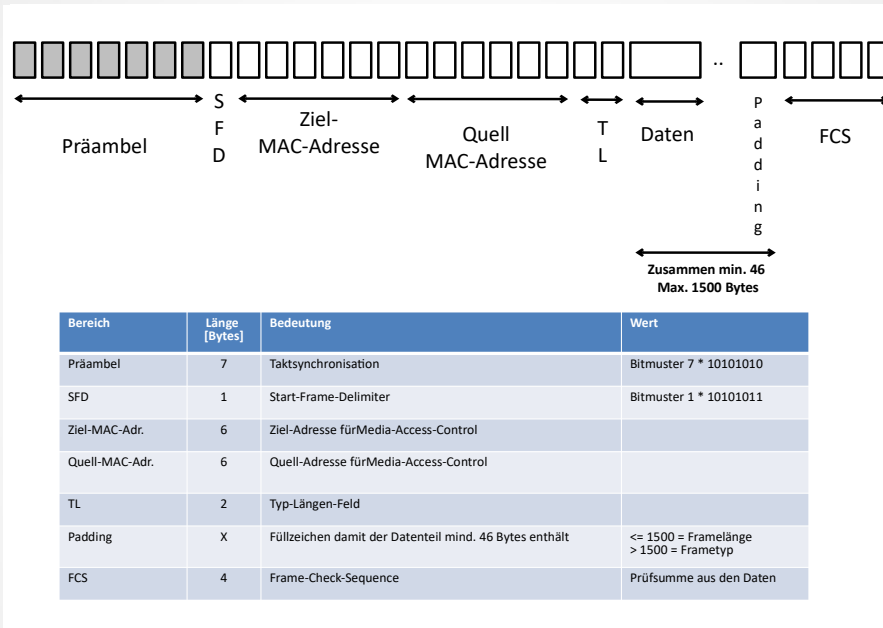 ..
Präambel
SFD
Ziel-
MAC-Adresse
Quell
MAC-Adresse
TL
Daten
Padding
FCS
Zusammen min. 46
Max. 1500 Bytes
Bereich Länge [Bytes] Bedeutung Wert
Präambel 7 Taktsynchronisation Bitmuster 7 * 10101010
SFD 1 Start-Frame-Delimiter Bitmuster 1 * 10101011
Ziel-MAC-Adr. 6 Ziel-Adresse fürMedia-Access-Control
Quell-MAC-Adr. 6 Quell-Adresse fürMedia-Access-Control
TL 2 Typ-Längen-Feld
Padding X Füllzeichen damit der Datenteil mind. 46 Bytes enthält <= 1500 = Framelänge
> 1500 = Frametyp
FCS 4 Frame-Check-Sequence Prüfsumme aus den Daten